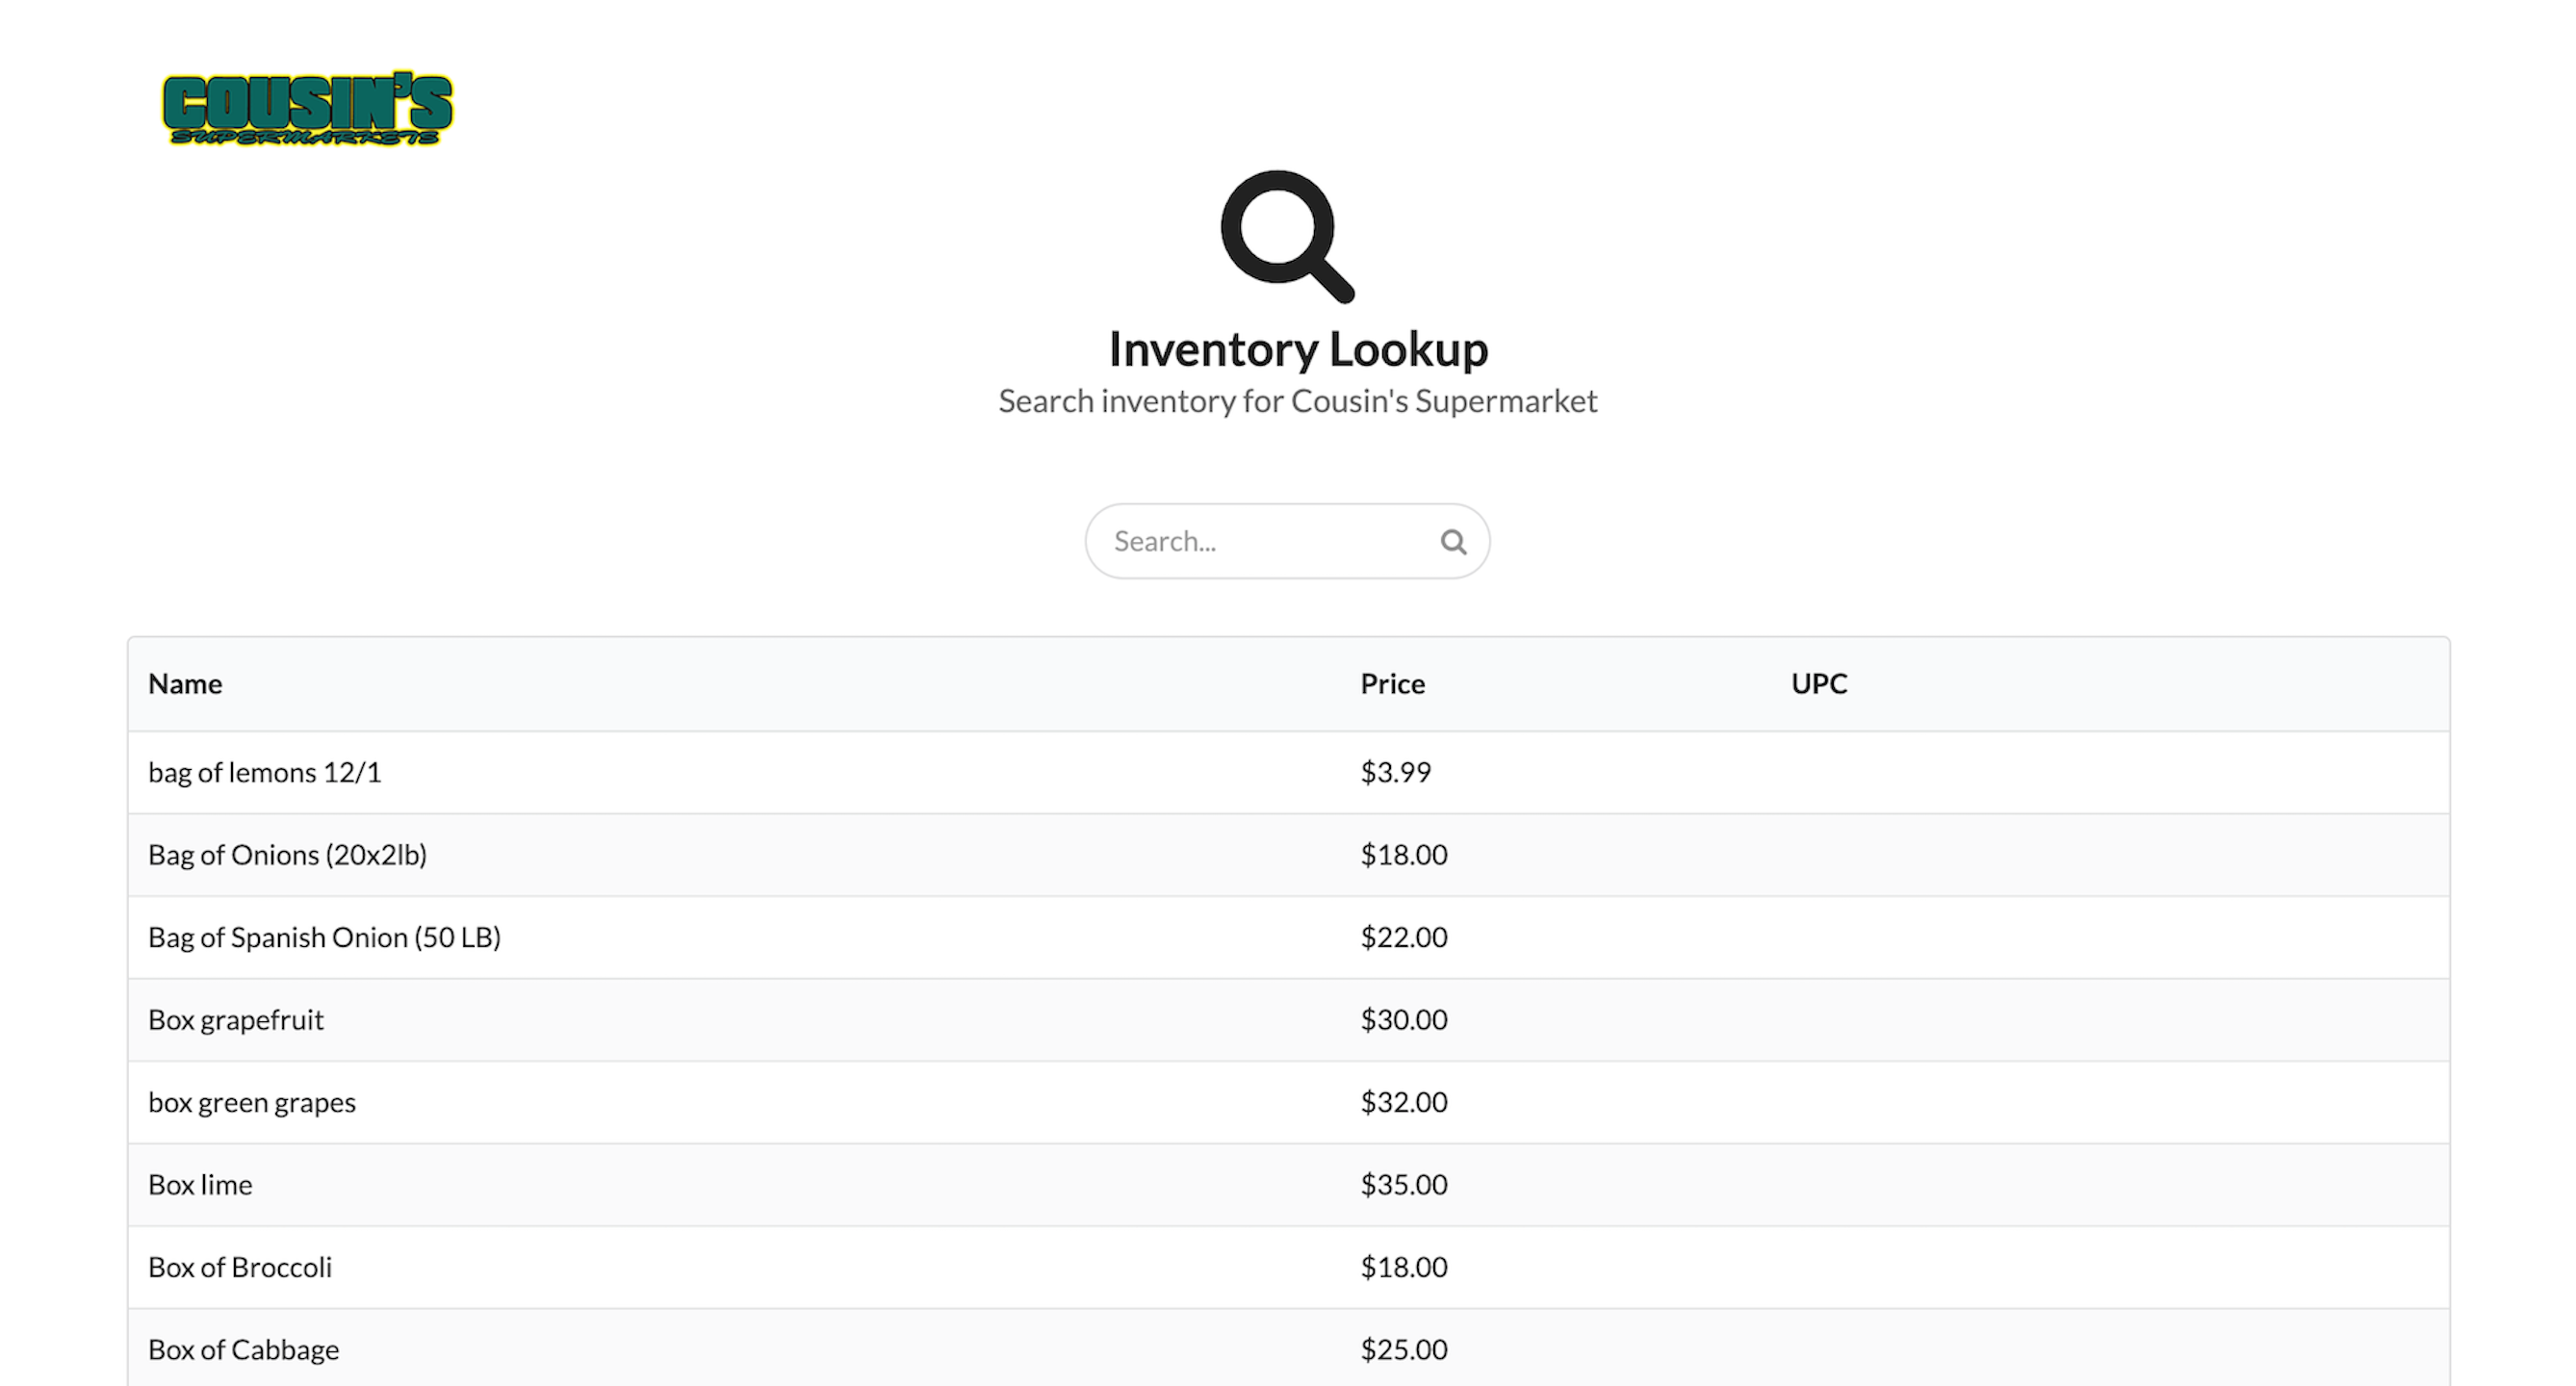 COUSIN'S
SUPERMARKETS
Inventory Lookup
Search inventory for Cousin's Supermarket
Search...
Name Price UPC
bag of lemons 12/1 $3.99
Bag of Onions (20x2lb) $18.00
Bag of Spanish Onion (50 LB) $22.00
Box grapefruit $30.00
box green grapes $32.00
Box lime $35.00
Box of Broccoli $18.00
Box of Cabbage $25.00